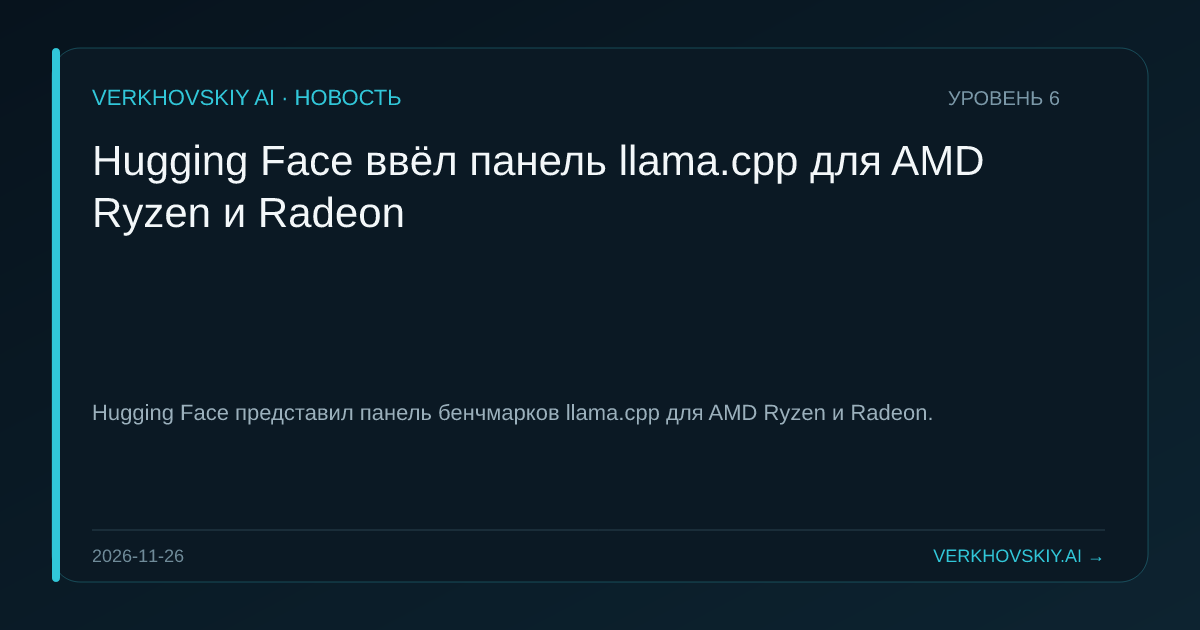 VERKHOVSKIY AI · НОВОСТЬ
УРОВЕНЬ 6
Hugging Face ввёл панель llama.cpp для AMD
Ryzen и Radeon
Hugging Face представил панель бенчмарков llama.cpp для AMD Ryzen и Radeon.
2026-11-26
VERKHOVSKIY.AI →